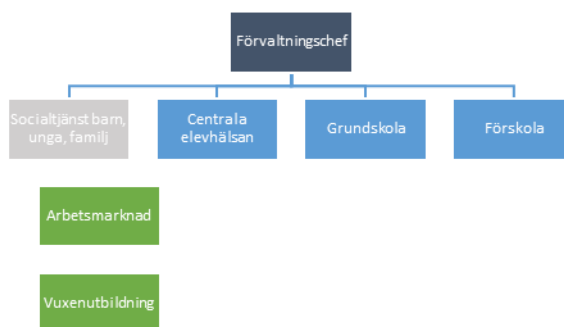 Förvaltningschef
Socialtjänst barn,
unga, familj
Centrala
elevhälsan
Grundskola
Förskola
Arbetsmarknad
Vuxenutbildning